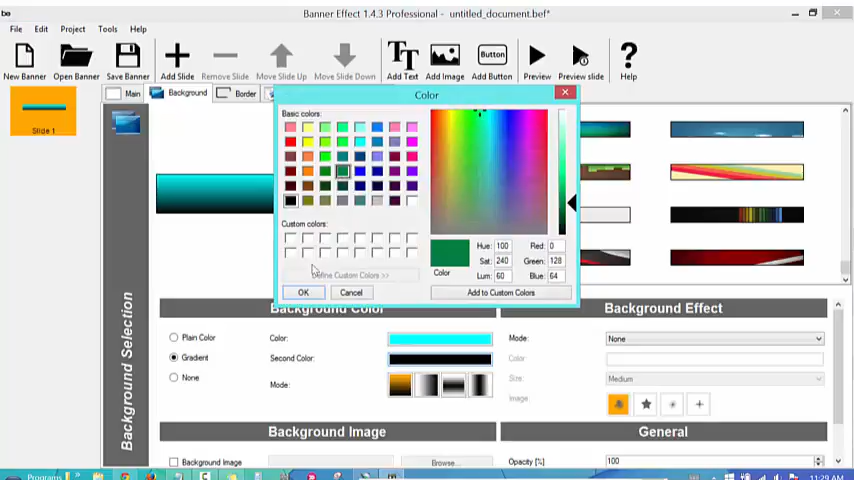 be
Banner Effect 1.4.3 Professional - untitled_document.bef*
File Edit Project Tools Help
New Banner Open Banner Save Banner Add Slide Remove Slide Move Slide Up Move Slide Down Add Text Add Image Add Button Preview Preview slide Help
TT
Button
?
Main Background Border
Slide 1
Color
Basic colors:
Custom colors:
Define Custom Colors >>
OK Cancel
Color
Hue: 100 Red: 0
Sat: 240 Green: 128
Lum: 60 Blue: 64
Add to Custom Colors
Background Selection
Background Color
Plain Color
Gradient
None
Color:
Second Color:
Mode:
Background Effect
Mode: None
Color:
Size: Medium
Image:
Background Image
Background Image Browse...
General
Opacity [%] 100
Programs
11:29 AM